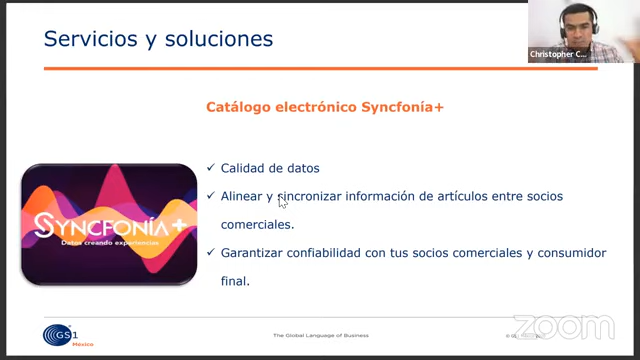 Servicios y soluciones
Christopher C...
Catálogo electrónico Syncfonía+
✓ Calidad de datos
✓ Alinear y sincronizar información de artículos entre socios
comerciales.
✓ Garantizar confiabilidad con tus socios comerciales y consumidor
final.
SYNCFONÍA+
Datos creando experiencias
GS1
México
The Global Language of Business
© GS1
zoom